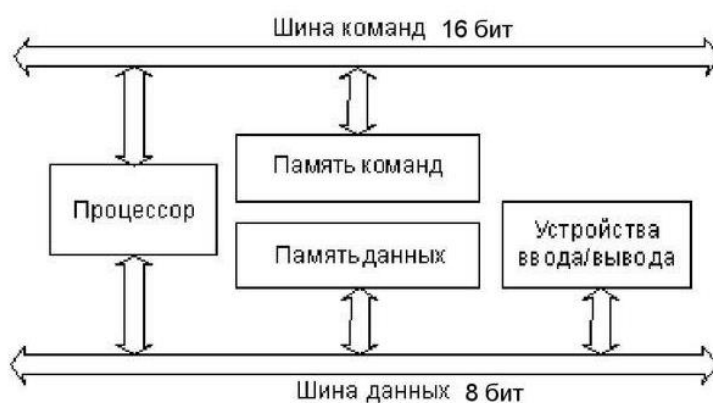 Шина команд 16 бит
Память команд
Процессор
Память данных
Устройства
ввода/вывода
Шина данных 8 бит